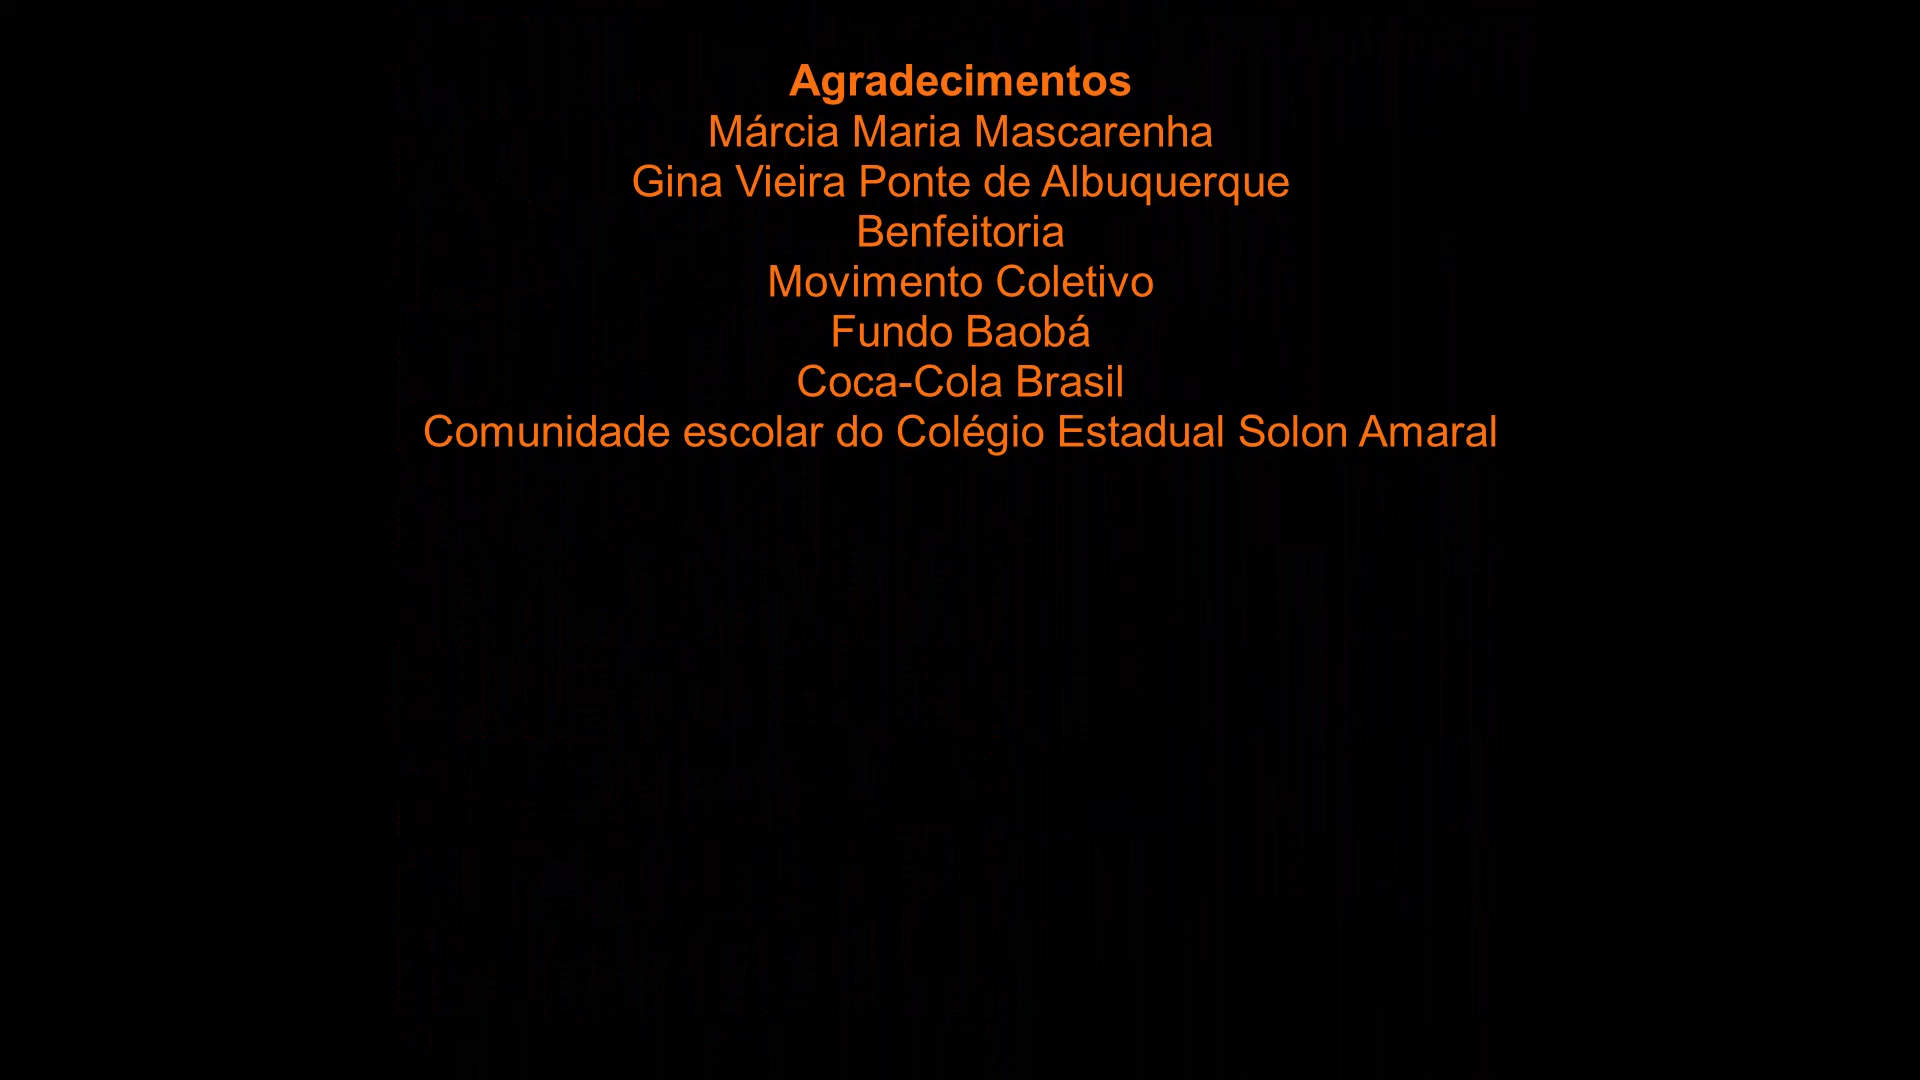 Agradecimentos
Márcia Maria Mascarenha
Gina Vieira Ponte de Albuquerque
Benfeitoria
Movimento Coletivo
Fundo Baobá
Coca-Cola Brasil
Comunidade escolar do Colégio Estadual Solon Amaral